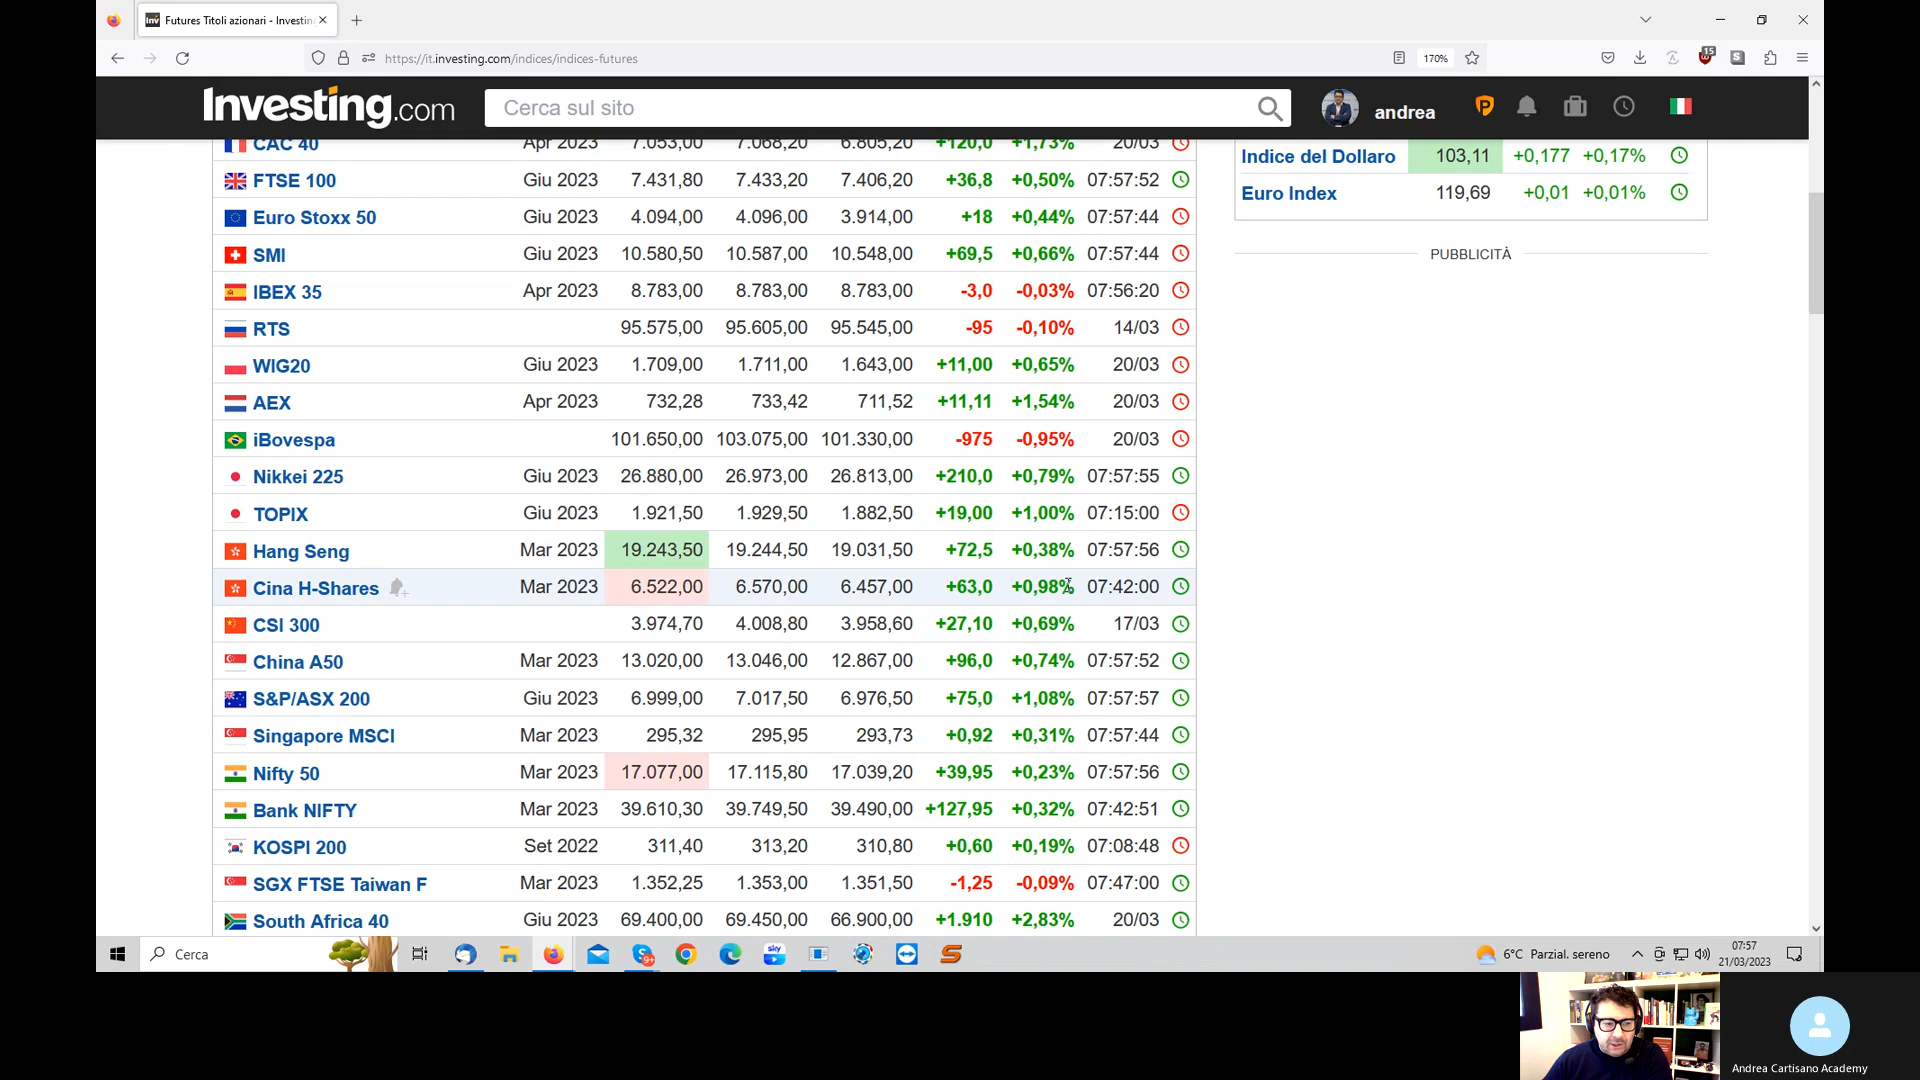 Futures Titoli azionari - Investin
https://it.investing.com/indices/indices-futures
170%
15
Investing.com
Cerca sul sito
andrea
CAC 40 Apr 2023 7.053,00 7.068,20 6.805,20 +120,0 +1,73% 20/03
FTSE 100 Giu 2023 7.431,80 7.433,20 7.406,20 +36,8 +0,50% 07:57:52
Euro Stoxx 50 Giu 2023 4.094,00 4.096,00 3.914,00 +18 +0,44% 07:57:44
SMI Giu 2023 10.580,50 10.587,00 10.548,00 +69,5 +0,66% 07:57:44
IBEX 35 Apr 2023 8.783,00 8.783,00 8.783,00 -3,0 -0,03% 07:56:20
RTS 95.575,00 95.605,00 95.545,00 -95 -0,10% 14/03
WIG20 Giu 2023 1.709,00 1.711,00 1.643,00 +11,00 +0,65% 20/03
AEX Apr 2023 732,28 733,42 711,52 +11,11 +1,54% 20/03
iBovespa 101.650,00 103.075,00 101.330,00 -975 -0,95% 20/03
Nikkei 225 Giu 2023 26.880,00 26.973,00 26.813,00 +210,0 +0,79% 07:57:55
TOPIX Giu 2023 1.921,50 1.929,50 1.882,50 +19,00 +1,00% 07:15:00
Hang Seng Mar 2023 19.243,50 19.244,50 19.031,50 +72,5 +0,38% 07:57:56
Cina H-Shares Mar 2023 6.522,00 6.570,00 6.457,00 +63,0 +0,98% 07:42:00
CSI 300 3.974,70 4.008,80 3.958,60 +27,10 +0,69% 17/03
China A50 Mar 2023 13.020,00 13.046,00 12.867,00 +96,0 +0,74% 07:57:52
S&P/ASX 200 Giu 2023 6.999,00 7.017,50 6.976,50 +75,0 +1,08% 07:57:57
Singapore MSCI Mar 2023 295,32 295,95 293,73 +0,92 +0,31% 07:57:44
Nifty 50 Mar 2023 17.077,00 17.115,80 17.039,20 +39,95 +0,23% 07:57:56
Bank NIFTY Mar 2023 39.610,30 39.749,50 39.490,00 +127,95 +0,32% 07:42:51
KOSPI 200 Set 2022 311,40 313,20 310,80 +0,60 +0,19% 07:08:48
SGX FTSE Taiwan F Mar 2023 1.352,25 1.353,00 1.351,50 -1,25 -0,09% 07:47:00
South Africa 40 Giu 2023 69.400,00 69.450,00 66.900,00 +1.910 +2,83% 20/03
Indice del Dollaro 103,11 +0,177 +0,17%
Euro Index 119,69 +0,01 +0,01%
PUBBLICITÀ
Cerca
9+
sky
6°C Parzial. sereno
07:57
21/03/2023
Andrea Cartisano Academy